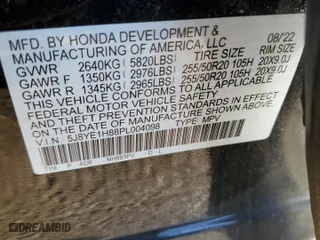 MFD. BY HONDA DEVELOPMENT & 08/22
MANUFACTURING OF AMERICA, LLC
GVWR 2640KG (5820LBS) TIRE SIZE RIM SIZE
GAWR F 1350KG (2976LBS) 255/50R20 105H 20X9.0J
GAWR R 1345KG (2965LBS) 255/50R20 105H 20X9.0J
THIS VEHICLE CONFORMS TO ALL APPLICABLE
FEDERAL MOTOR VEHICLE SAFETY AND
THEFT PREVENTION STANDARDS IN EFFECT ON
THE DATE OF MANUFACTURE SHOWN ABOVE.
V.I.N.: 5J8YE1H88PL004098 TYPE: MPV
NH893PV D - L
DREAMBID